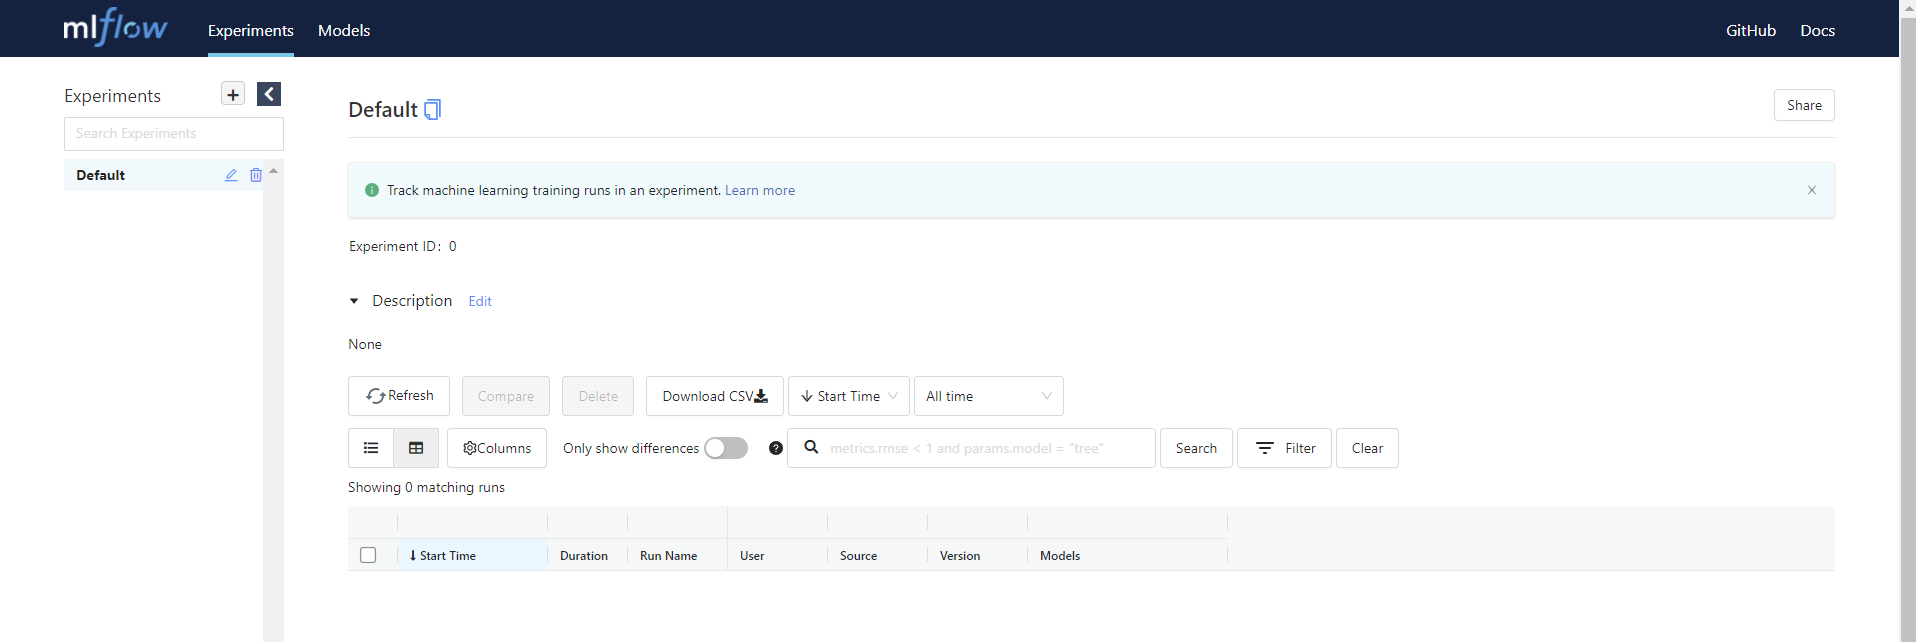 mlflow Experiments Models GitHub Docs
Experiments
Search Experiments
Default
Default
Share
Track machine learning training runs in an experiment. Learn more
Experiment ID: 0
Description Edit
None
Refresh Compare Delete Download CSV Start Time All time
Columns Only show differences metrics.rmse < 1 and params.model = "tree" Search Filter Clear
Showing 0 matching runs
Start Time Duration Run Name User Source Version Models